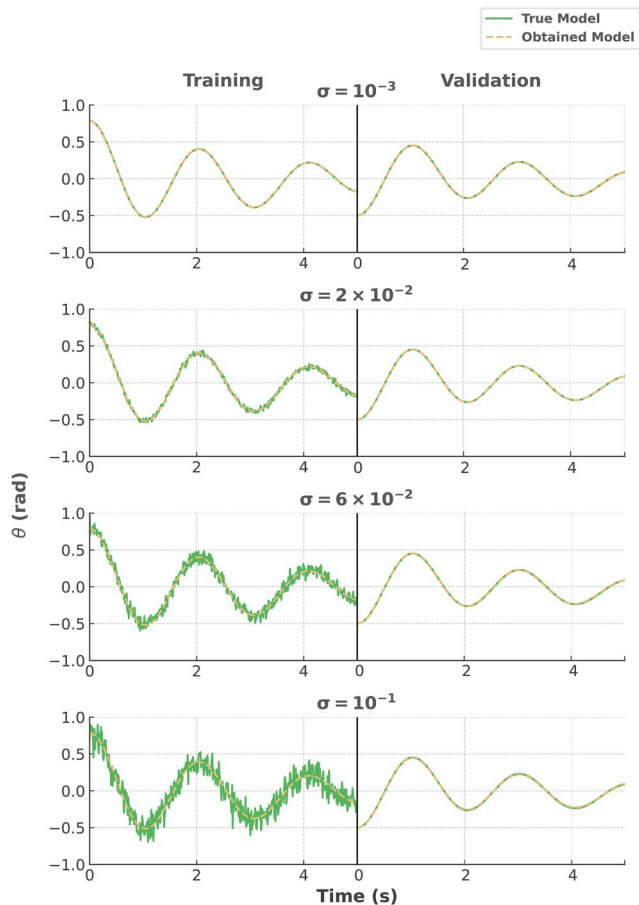 True Model
Obtained Model
Training
Validation
σ = 10⁻³
1.0
0.5
0.0
−0.5
−1.0
0 2 4 0 2 4
σ = 2 × 10⁻²
1.0
0.5
0.0
−0.5
−1.0
0 2 4 0 2 4
σ = 6 × 10⁻²
θ (rad)
1.0
0.5
0.0
−0.5
−1.0
0 2 4 0 2 4
σ = 10⁻¹
1.0
0.5
0.0
−0.5
−1.0
0 2 4 0 2 4
Time (s)